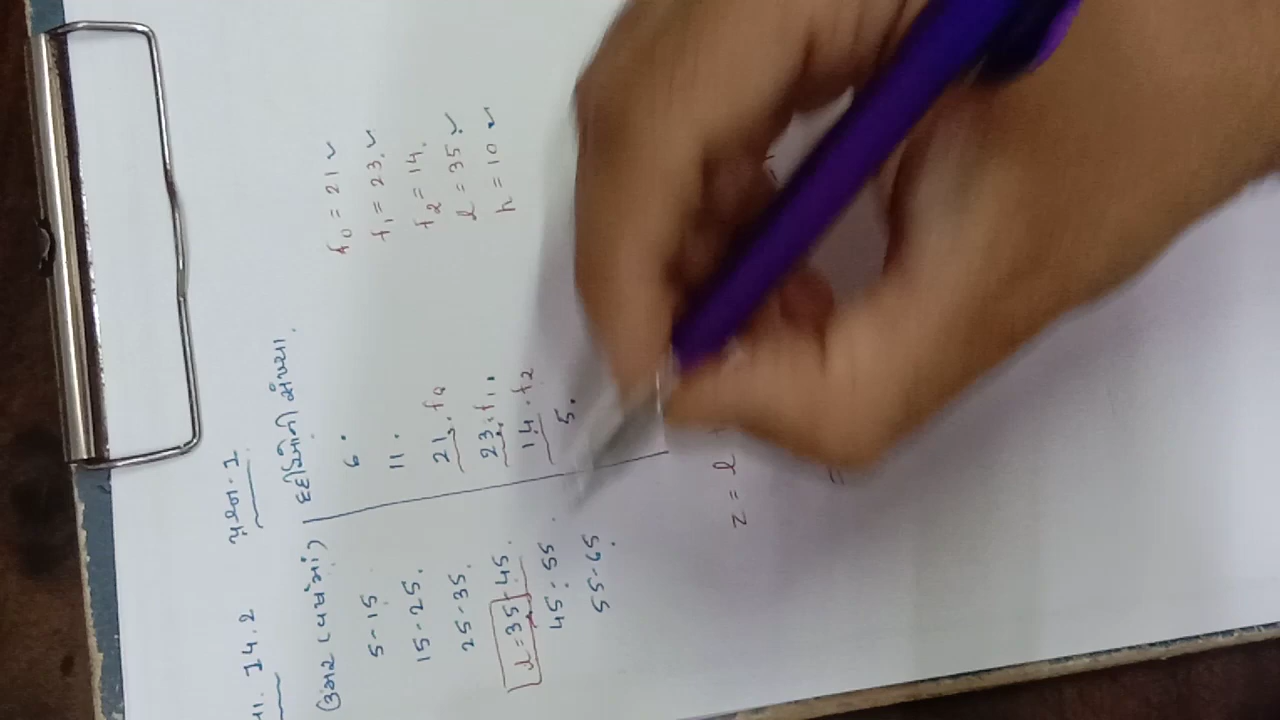 સ્વા. 14.2 પ્રશ્ન-1
ઉંમર (વર્ષમાં) દર્દીઓની સંખ્યા.
5-15 6.
15-25. 11.
25-35. 21. f0
l=35-45. 23. f1.
45-55. 14. f2
55-65. 5.
f0 = 21 ✓
f1 = 23. ✓
f2 = 14.
l = 35 ✓
h = 10 ✓
z = l +
=